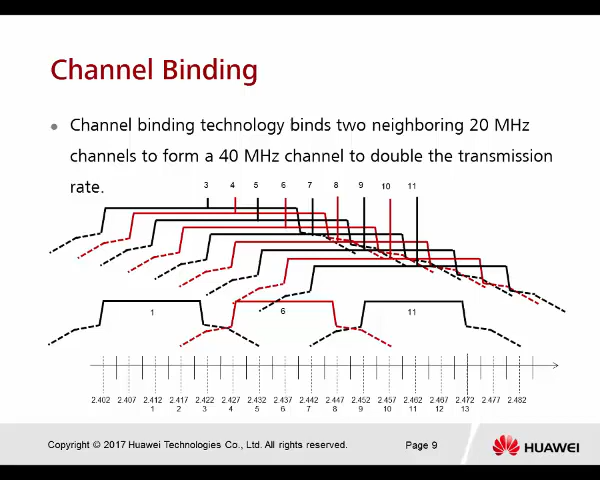 Channel Binding
● Channel binding technology binds two neighboring 20 MHz
channels to form a 40 MHz channel to double the transmission
rate.
3 4 5 6 7 8 9 10 11
1 6 11
2.402 2.407 2.412 2.417 2.422 2.427 2.432 2.437 2.442 2.447 2.452 2.457 2.462 2.467 2.472 2.477 2.482
1 2 3 4 5 6 7 8 9 10 11 12 13
Copyright © 2017 Huawei Technologies Co., Ltd. All rights reserved. Page 9 HUAWEI